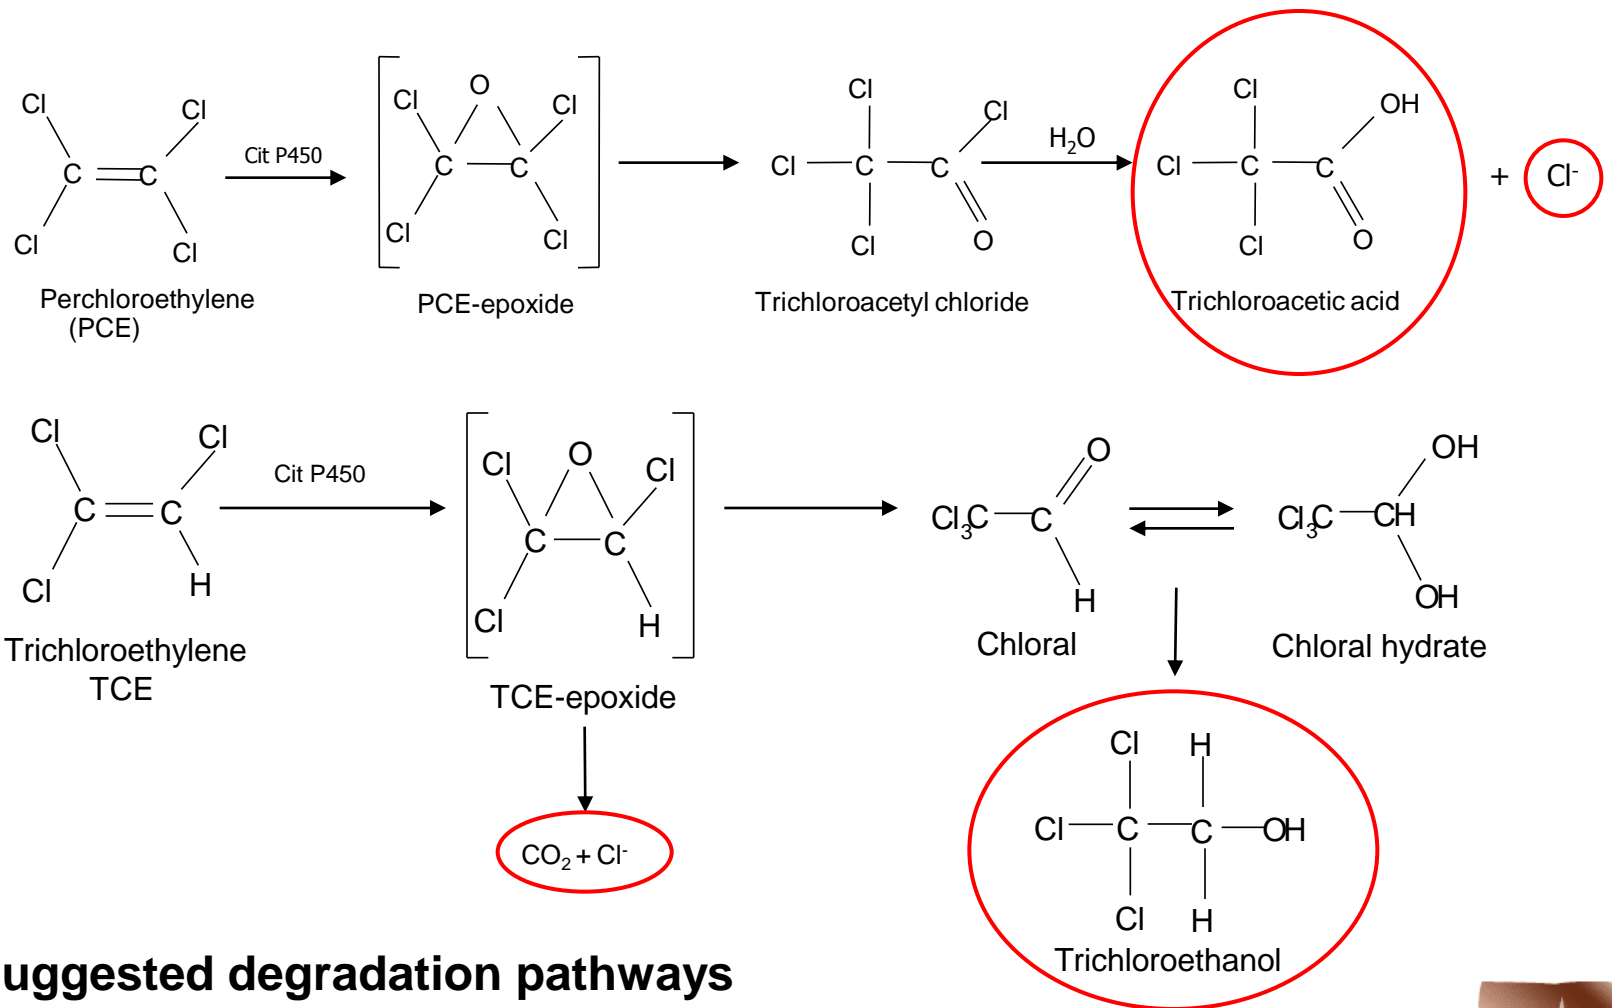 Cl Cl C C Cl Cl
Cit P450
Cl O Cl C C Cl Cl
Cl Cl Cl C C Cl O
H₂O
Cl OH Cl C C Cl O
+ Cl⁻
Perchloroethylene
(PCE)
PCE-epoxide
Trichloroacetyl chloride
Trichloroacetic acid
Cl Cl C C Cl H
Cit P450
Cl O Cl C C Cl H
O Cl₃C C H
OH Cl₃C CH OH
Trichloroethylene
TCE
TCE-epoxide
Chloral
Chloral hydrate
CO₂ + Cl⁻
Cl H
Cl C C OH
Cl H
Trichloroethanol
uggested degradation pathways